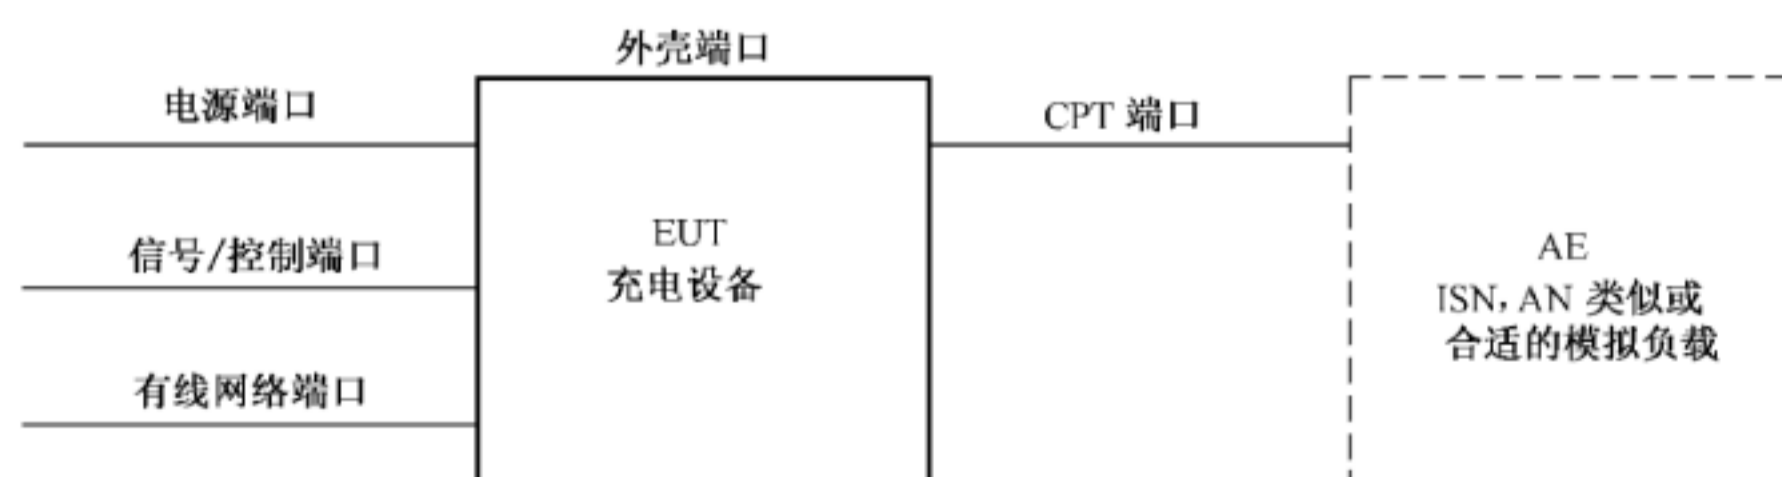 外壳端口
电源端口
CPT 端口
信号/控制端口
EUT
充电设备
AE
ISN, AN 类似或
合适的模拟负载
有线网络端口